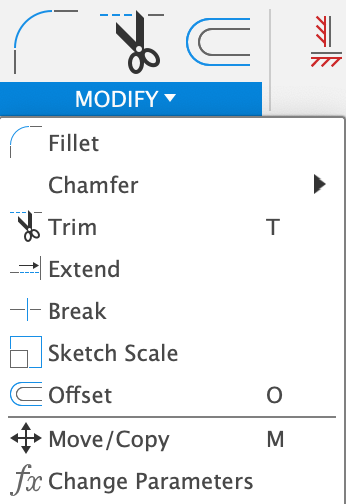 MODIFY
Fillet
Chamfer
Trim T
Extend
Break
Sketch Scale
Offset O
Move/Copy M
fx Change Parameters